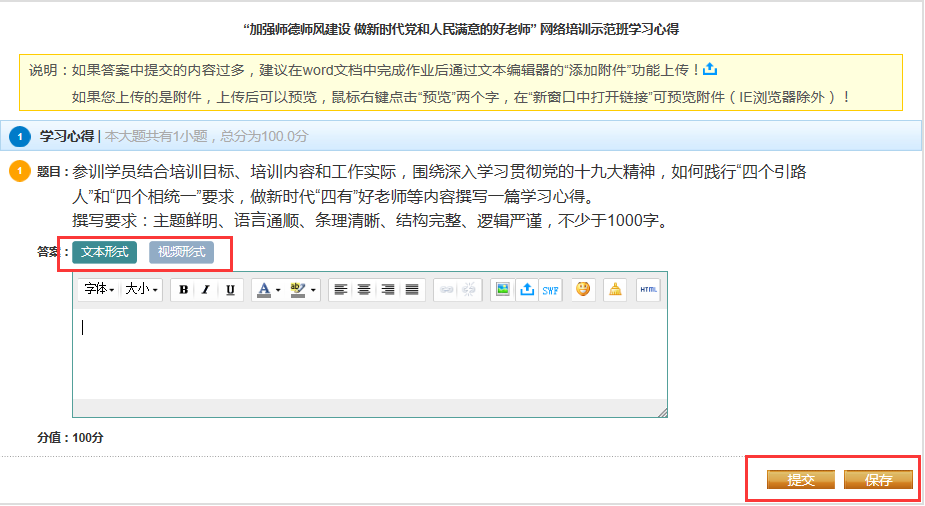 “加强师德师风建设 做新时代党和人民满意的好老师” 网络培训示范班学习心得
说明：如果答案中提交的内容过多，建议在word文档中完成作业后通过文本编辑器的“添加附件”功能上传！
如果您上传的是附件，上传后可以预览，鼠标右键点击“预览”两个字，在“新窗口中打开链接”可预览附件（IE浏览器除外）！
1 学习心得 | 本大题共有1小题，总分为100.0分
1 题目：参训学员结合培训目标、培训内容和工作实际，围绕深入学习贯彻党的十九大精神，如何践行“四个引路
人”和“四个相统一”要求，做新时代“四有”好老师等内容撰写一篇学习心得。
撰写要求：主题鲜明、语言通顺、条理清晰、结构完整、逻辑严谨，不少于1000字。
答案： 文本形式 视频形式
字体 大小 B I U A ab SWF HTML
分值：100分
提交 保存